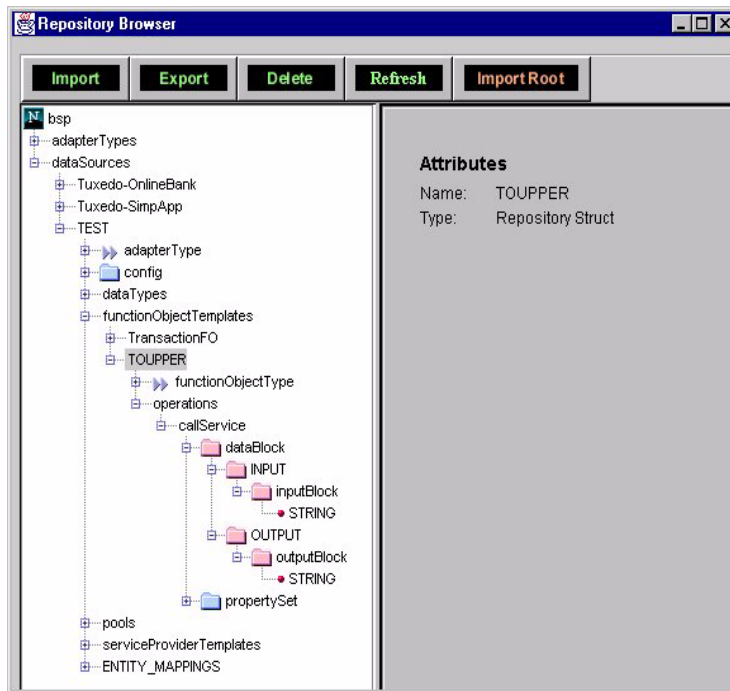 Repository Browser
Import Export Delete Refresh Import Root
N bsp
adapterTypes
dataSources
Tuxedo-OnlineBank
Tuxedo-SimpApp
TEST
adapterType
config
dataTypes
functionObjectTemplates
TransactionFO
TOUPPER
functionObjectType
operations
callService
dataBlock
INPUT
inputBlock
STRING
OUTPUT
outputBlock
STRING
propertySet
pools
serviceProviderTemplates
ENTITY_MAPPINGS
Attributes
Name: TOUPPER
Type: Repository Struct